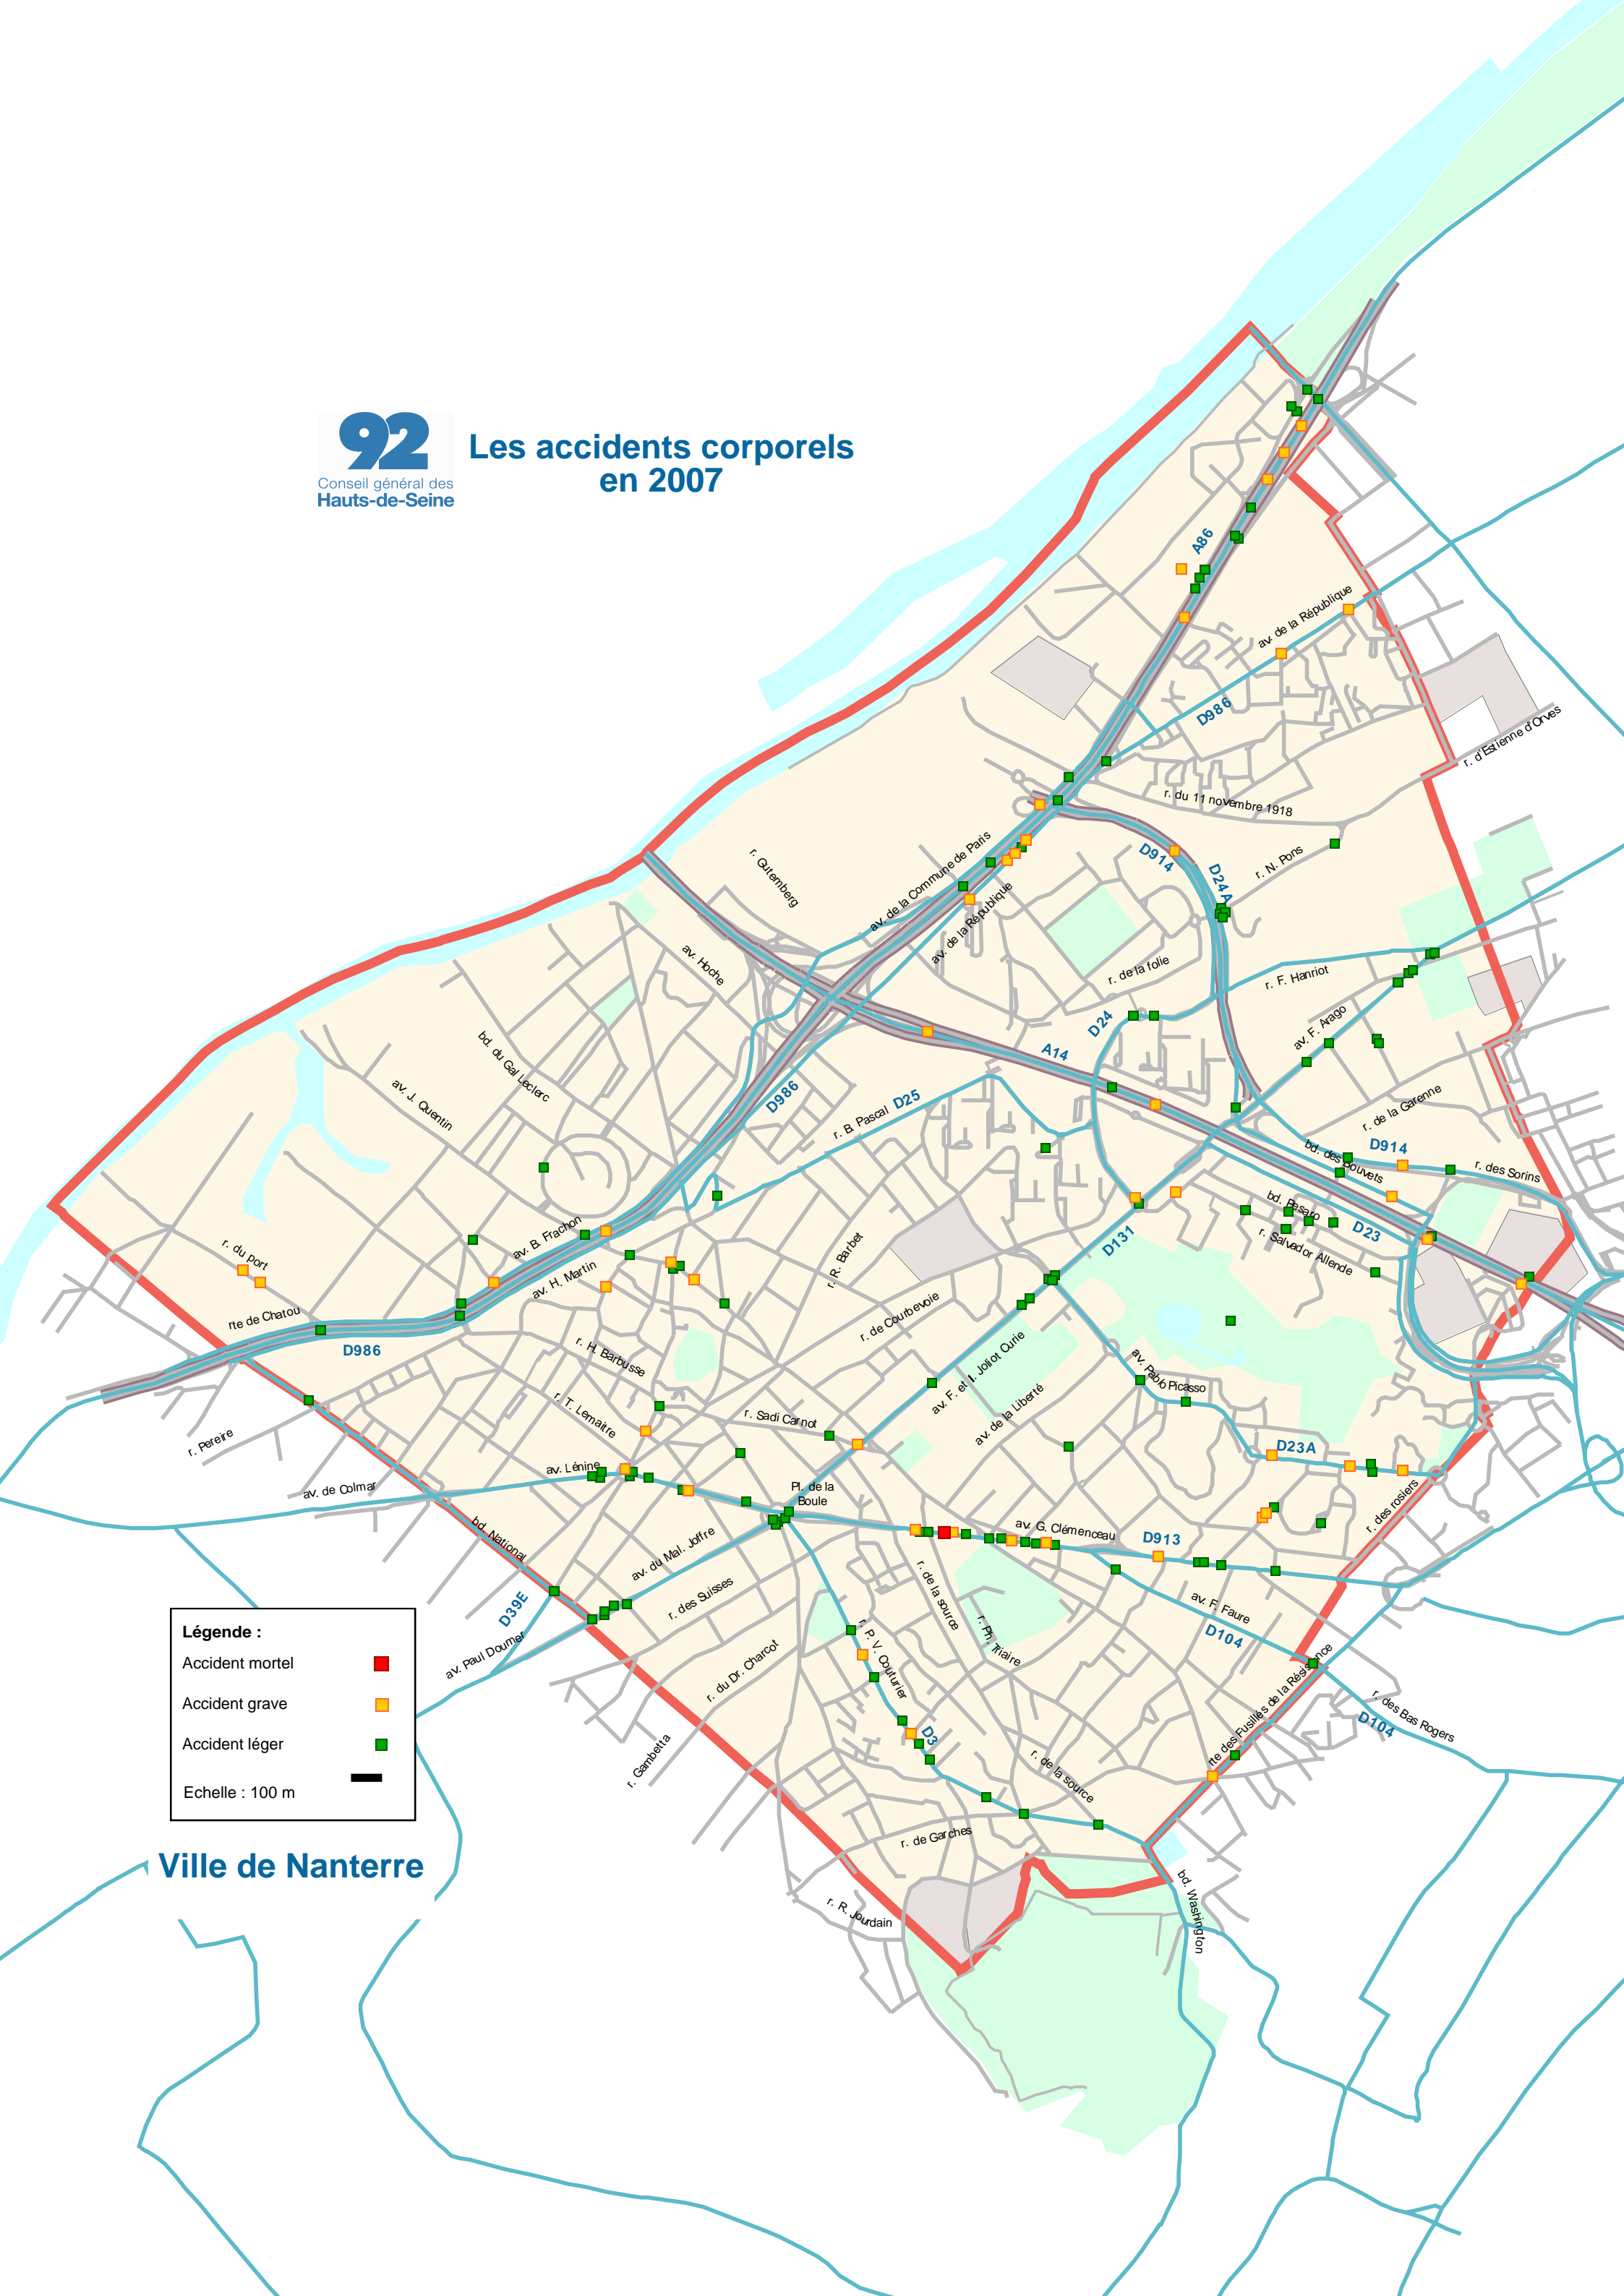 92
Conseil général des
Hauts-de-Seine
Les accidents corporels
en 2007
A86
av. de la République
D986
r. d'Estienne d'Orves
r. du 11 novembre 1918
D914
D24A
r. N. Pons
r. Gutemberg
av. de la Commune de Paris
av. de la République
av. Hoche
r. de la folie
r. F. Hanriot
D24
av. F. Arago
A14
bd. du Gal Leclerc
D986
av. J. Quentin
r. B. Pascal
D25
r. de la Garenne
D914
bd. des Bouvets
r. des Sorins
bd. Pesaro
D23
r. Salvador Allende
D131
r. du port
av. B. Frachon
av. H. Martin
r. R. Barbet
rte de Chatou
D986
r. de Courbevoie
r. H. Barbusse
av. F. et I. Joliot Curie
av. Pablo Picasso
r. T. Lemaitre
r. Sadi Carnot
av. de la Liberté
D23A
r. Pereire
av. Lénine
av. de Colmar
Pl. de la
Boule
r. des rosiers
bd. National
av. G. Clémenceau
D913
av. du Mal. Joffre
r. des Suisses
D39E
av. Paul Doumer
r. de la source
r. Ph. Triaire
av. F. Faure
D104
r. P. V. Couturier
r. du Dr. Charcot
rte des Fusillés de la Résistance
r. des Bas Rogers
D104
D3
r. Gambetta
r. de la source
r. de Garches
r. R. Jourdain
bd. Washington
Légende :
Accident mortel
Accident grave
Accident léger
Echelle : 100 m
Ville de Nanterre